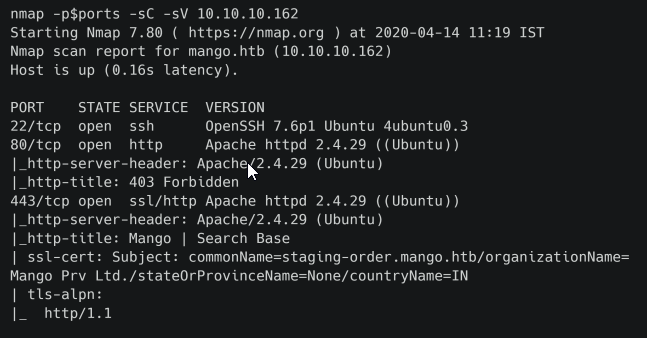 nmap -p$ports -sC -sV 10.10.10.162
Starting Nmap 7.80 ( https://nmap.org ) at 2020-04-14 11:19 IST
Nmap scan report for mango.htb (10.10.10.162)
Host is up (0.16s latency).
PORT    STATE SERVICE  VERSION
22/tcp  open  ssh      OpenSSH 7.6p1 Ubuntu 4ubuntu0.3
80/tcp  open  http     Apache httpd 2.4.29 ((Ubuntu))
|_http-server-header: Apache/2.4.29 (Ubuntu)
|_http-title: 403 Forbidden
443/tcp open  ssl/http Apache httpd 2.4.29 ((Ubuntu))
|_http-server-header: Apache/2.4.29 (Ubuntu)
|_http-title: Mango | Search Base
| ssl-cert: Subject: commonName=staging-order.mango.htb/organizationName=
Mango Prv Ltd./stateOrProvinceName=None/countryName=IN
| tls-alpn:
|_  http/1.1